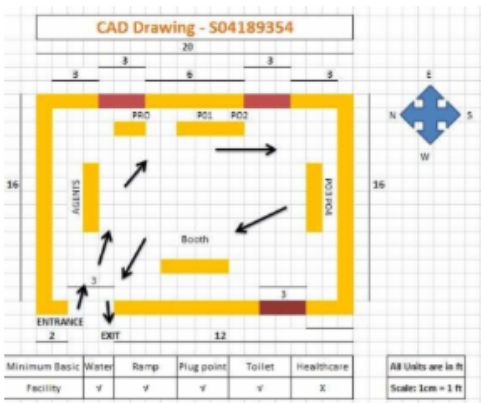 CAD Drawing - S04189354
20
3 3
3 6 3
E
N S
W
PRO PO1 PO2
16 16
AGENTS
PO3 PO4
Booth
3
3
ENTRANCE
2 EXIT 12
Minimum Basic Water Ramp Plug point Toilet Healthcare
Facility √ √ √ √ X
All Units are in ft
Scale: 1cm = 1 ft